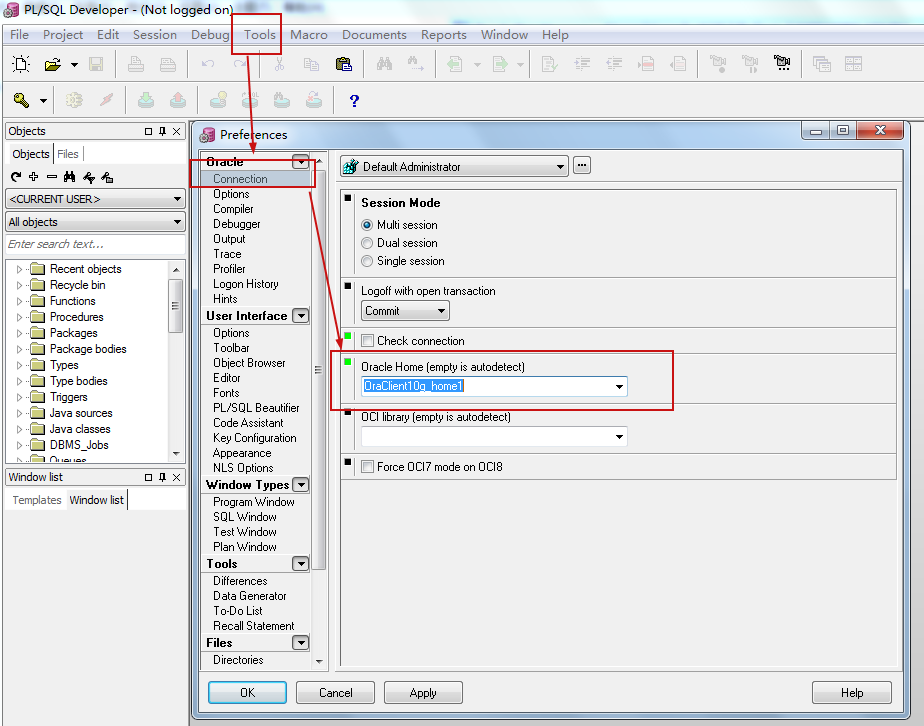 PL/SQL Developer - (Not logged on)
File Project Edit Session Debug Tools Macro Documents Reports Window Help
Objects
Objects Files
<CURRENT USER>
All objects
Enter search text...
Recent objects
Recycle bin
Functions
Procedures
Packages
Package bodies
Types
Type bodies
Triggers
Java sources
Java classes
DBMS_Jobs
Queues
Window list
Templates Window list
Preferences
Oracle
Connection
Options
Compiler
Debugger
Output
Trace
Profiler
Logon History
Hints
User Interface
Options
Toolbar
Object Browser
Editor
Fonts
PL/SQL Beautifier
Code Assistant
Key Configuration
Appearance
NLS Options
Window Types
Program Window
SQL Window
Test Window
Plan Window
Tools
Differences
Data Generator
To-Do List
Recall Statement
Files
Directories
Default Administrator
Session Mode
Multi session
Dual session
Single session
Logoff with open transaction
Commit
Check connection
Oracle Home (empty is autodetect)
OraClient10g_home1
OCI library (empty is autodetect)
Force OCI7 mode on OCI8
OK Cancel Apply Help